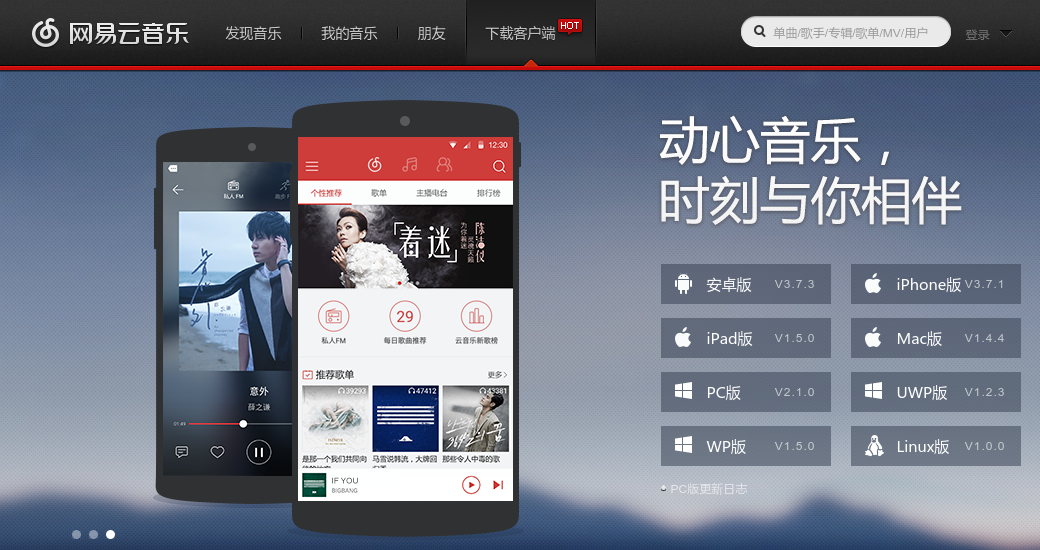 网易云音乐
发现音乐
我的音乐
朋友
下载客户端
HOT
单曲/歌手/专辑/歌单/MV/用户
登录
动心音乐，
时刻与你相伴
安卓版 V3.7.3
iPhone版 V3.7.1
iPad版 V1.5.0
Mac版 V1.4.4
PC版 V2.1.0
UWP版 V1.2.3
WP版 V1.5.0
Linux版 V1.0.0
PC版更新日志
私人FM
意外
薛之谦
01:49
12:30
个性推荐 歌单 主播电台 排行榜
「着迷」
为你着迷
29
私人FM 每日歌曲推荐 云音乐新歌榜
推荐歌单
更多
39293
47412
43381
是那一个我们共同向
马雪说韩流，大牌回
那些令人中毒的歌
IF YOU
BIGBANG